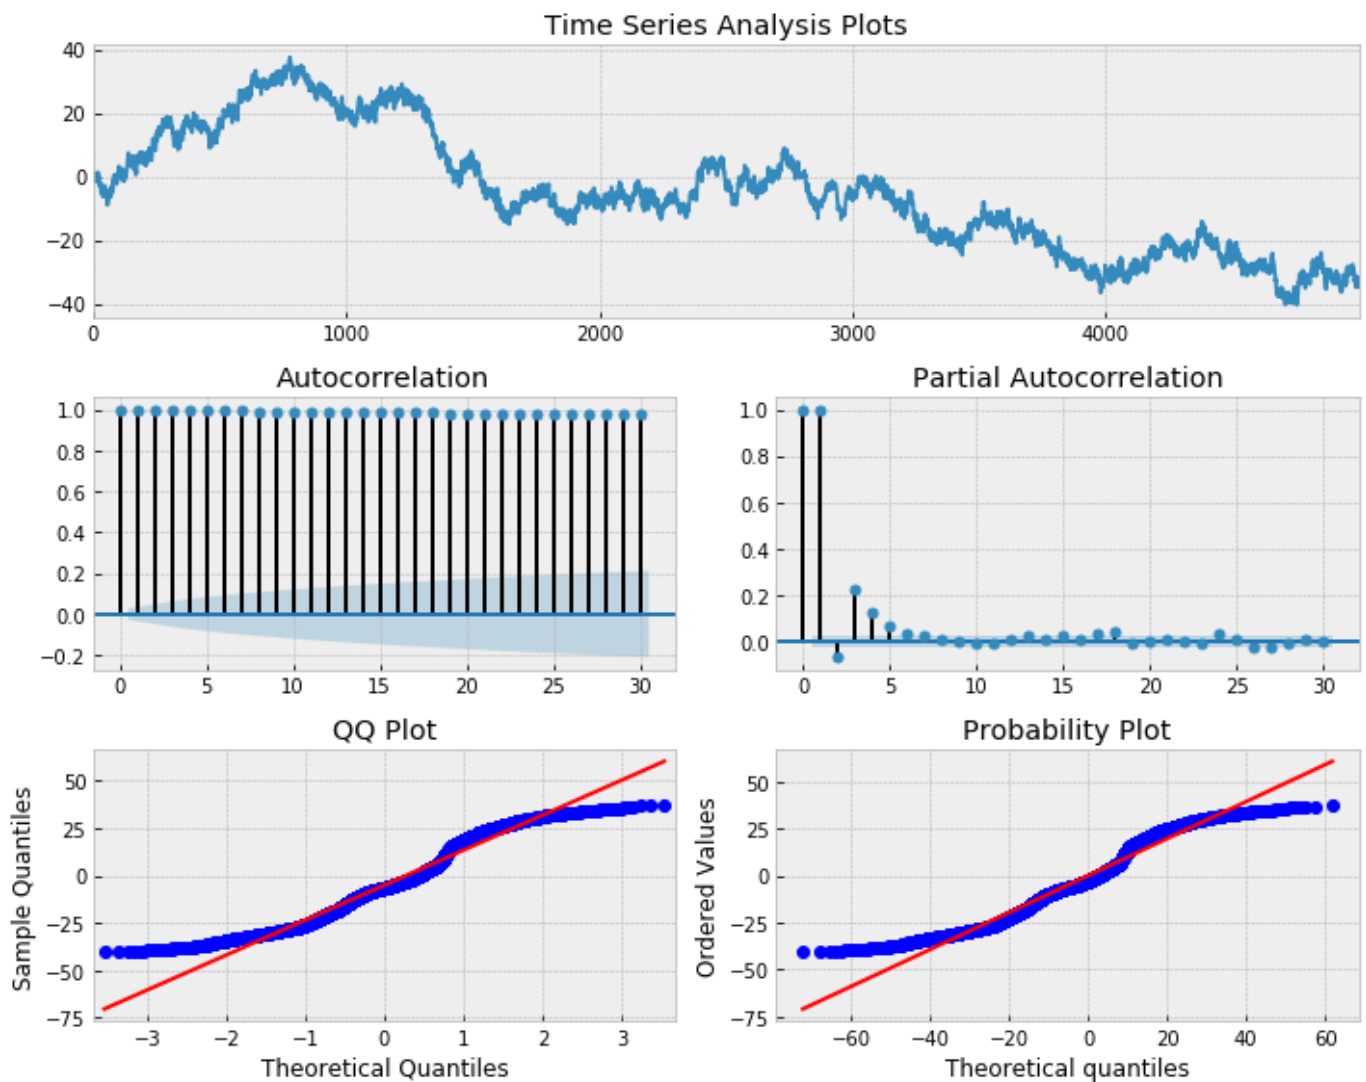 Time Series Analysis Plots
40
20
0
−20
−40
0 1000 2000 3000 4000
Autocorrelation
1.0
0.8
0.6
0.4
0.2
0.0
−0.2
0 5 10 15 20 25 30
Partial Autocorrelation
1.0
0.8
0.6
0.4
0.2
0.0
0 5 10 15 20 25 30
QQ Plot
Sample Quantiles
50
25
0
−25
−50
−75
−3 −2 −1 0 1 2 3
Theoretical Quantiles
Probability Plot
Ordered Values
50
25
0
−25
−50
−75
−60 −40 −20 0 20 40 60
Theoretical quantiles